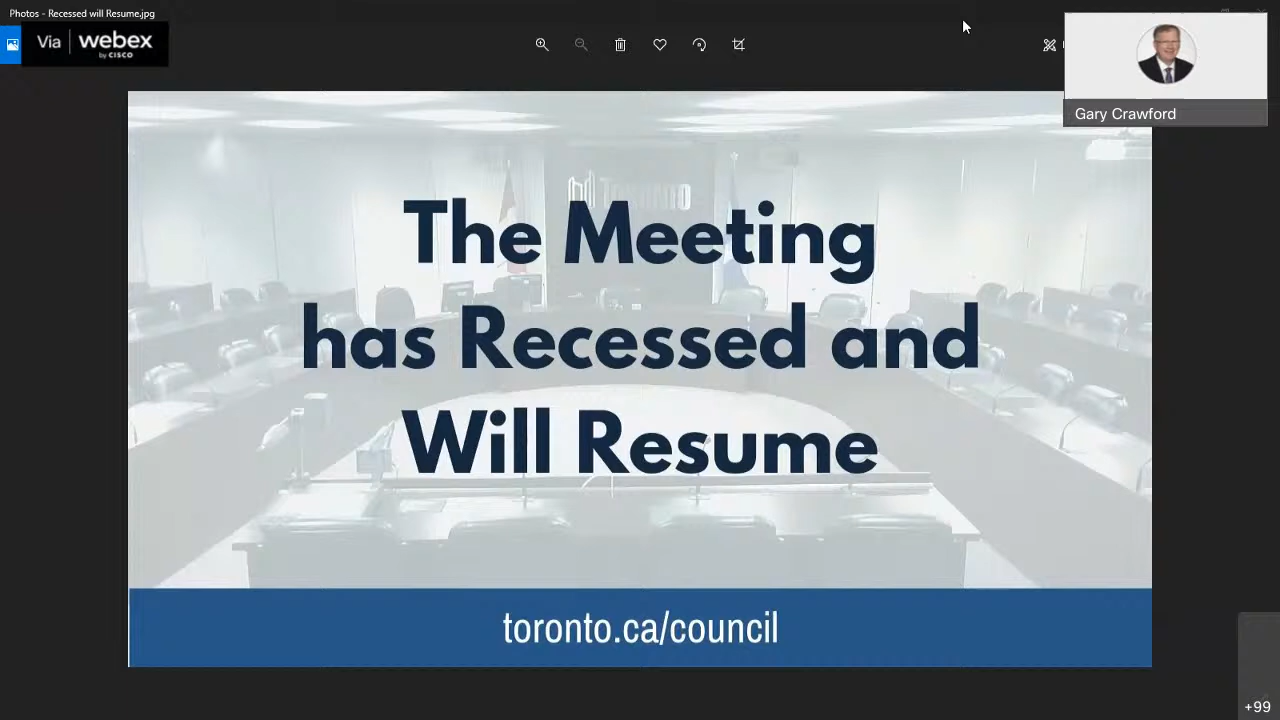 Photos - Recessed will Resume.jpg
Via | webex
by CISCO
Gary Crawford
Toronto
The Meeting
has Recessed and
Will Resume
toronto.ca/council
+99